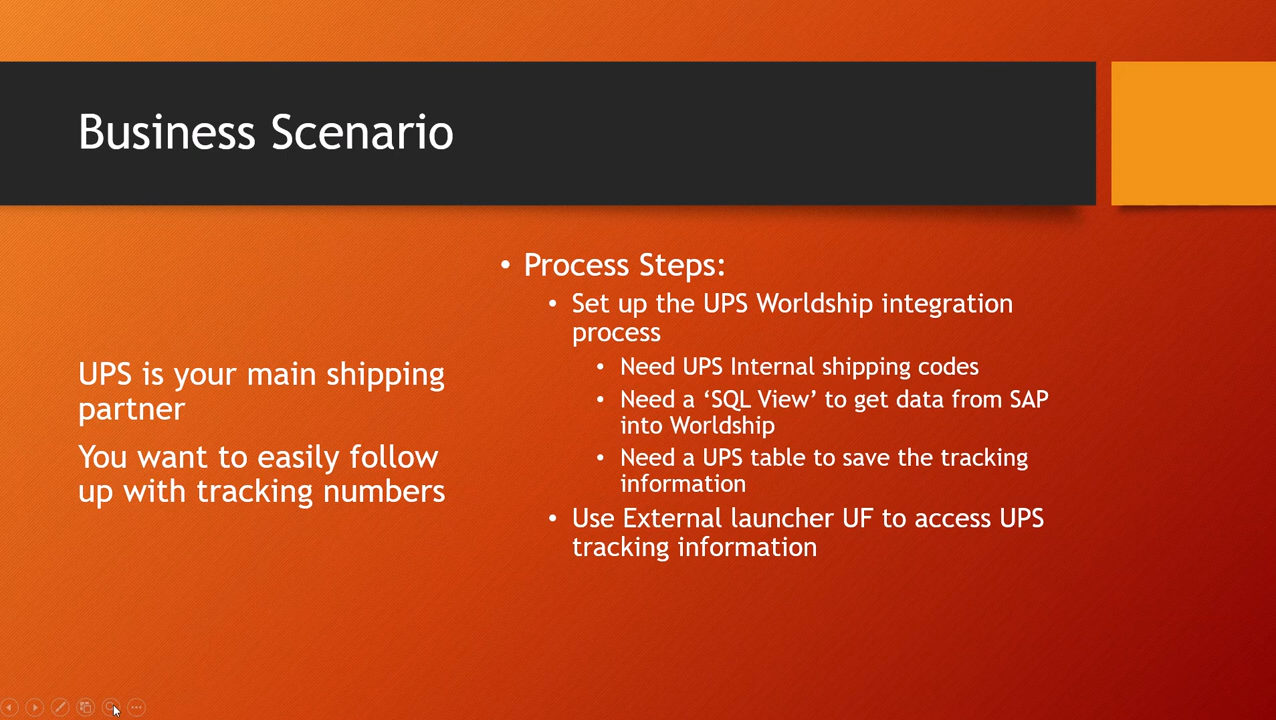 Business Scenario
UPS is your main shipping
partner
You want to easily follow
up with tracking numbers
• Process Steps:
• Set up the UPS Worldship integration
process
• Need UPS Internal shipping codes
• Need a ‘SQL View’ to get data from SAP
into Worldship
• Need a UPS table to save the tracking
information
• Use External launcher UF to access UPS
tracking information